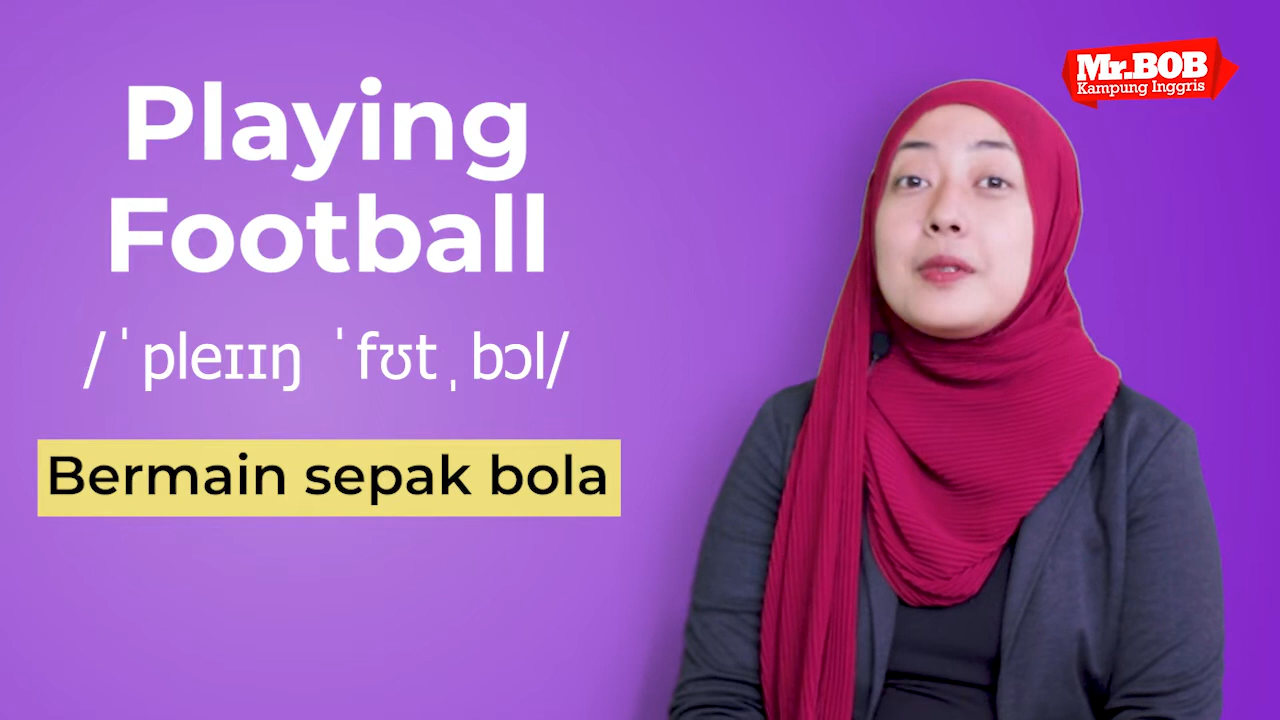 Playing
Football
/ˈpleɪɪŋ ˈfʊtˌbɔl/
Bermain sepak bola
Mr.BOB
Kampung Inggris